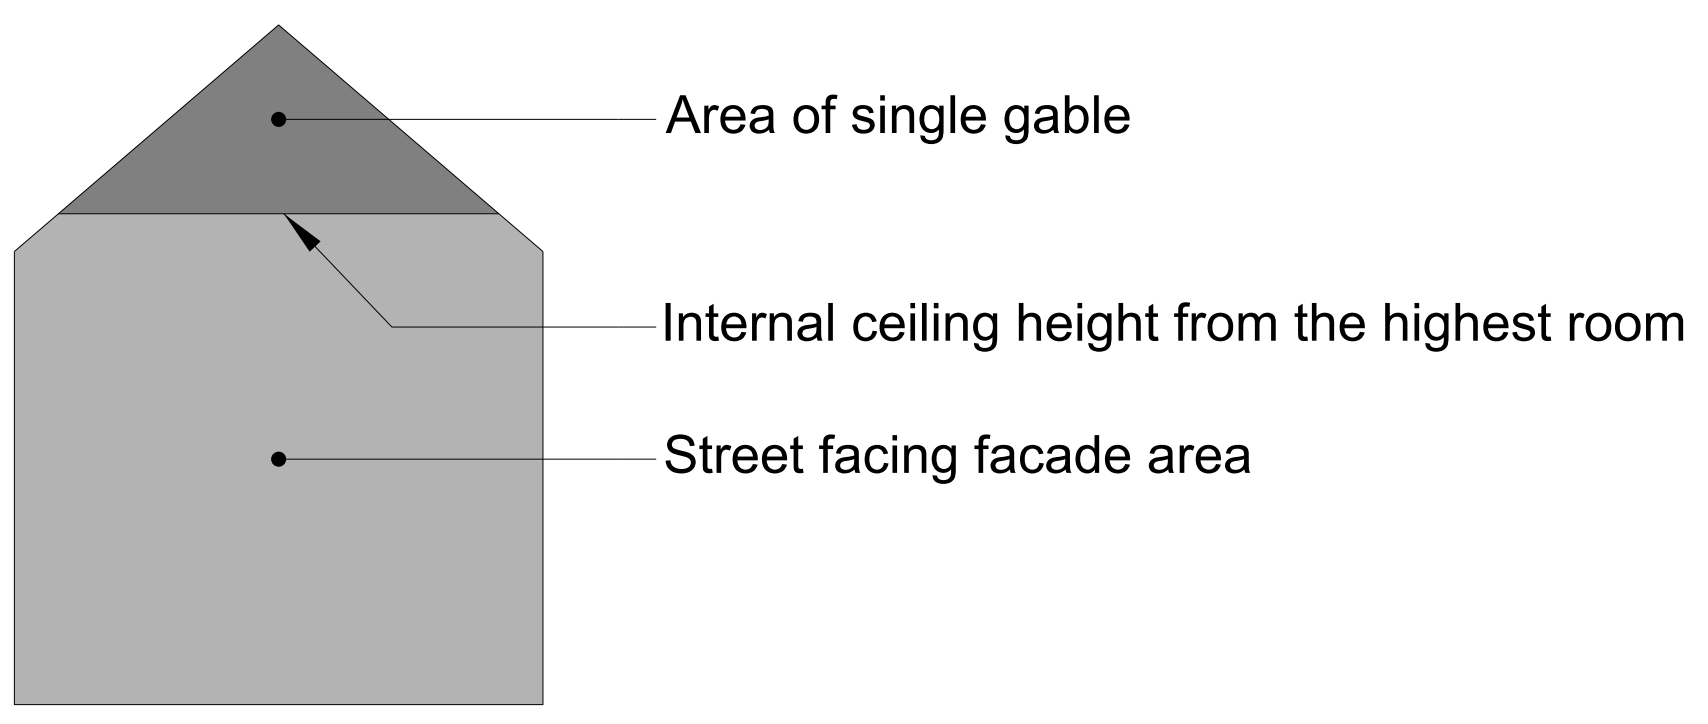 Area of single gable
Internal ceiling height from the highest room
Street facing facade area